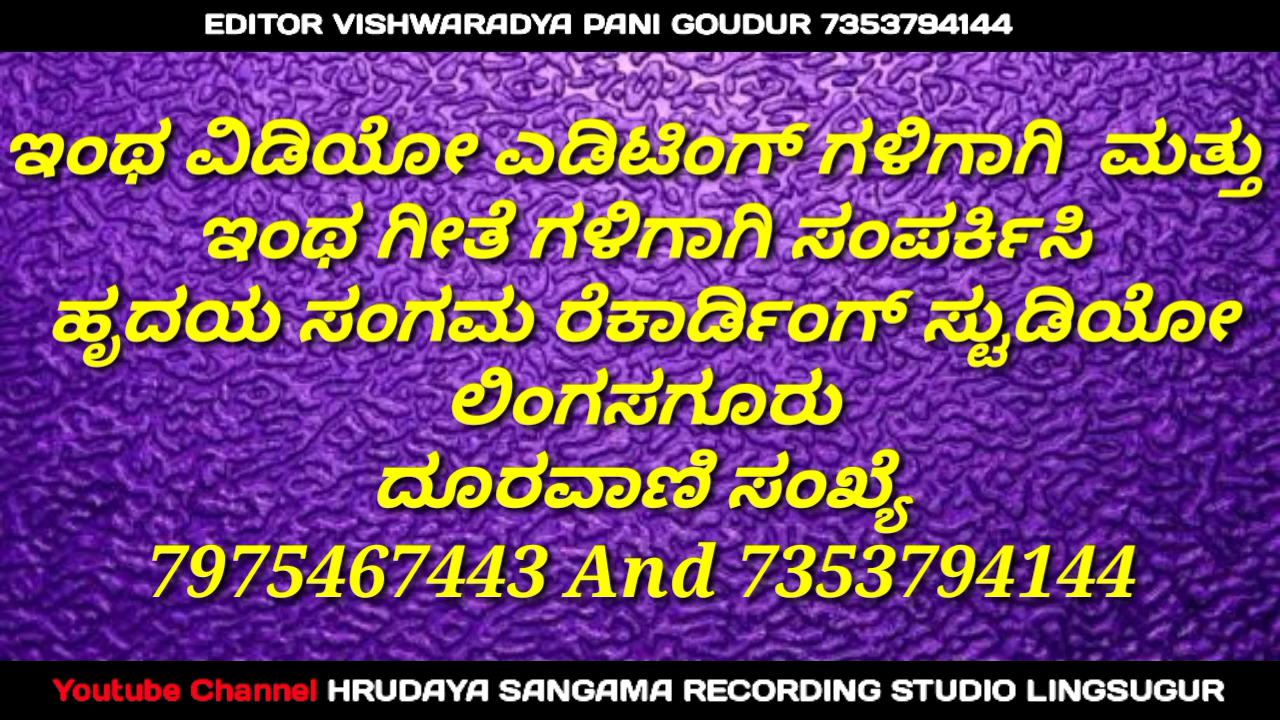 EDITOR VISHWARADYA PANI GOUDUR 7353794144
ಇಂಥ ವಿಡಿಯೋ ಎಡಿಟಿಂಗ್ ಗಳಿಗಾಗಿ ಮತ್ತು
ಇಂಥ ಗೀತೆ ಗಳಿಗಾಗಿ ಸಂಪರ್ಕಿಸಿ
ಹೃದಯ ಸಂಗಮ ರೆಕಾರ್ಡಿಂಗ್ ಸ್ಟುಡಿಯೋ
ಲಿಂಗಸಗೂರು
ದೂರವಾಣಿ ಸಂಖ್ಯೆ
7975467443 And 7353794144
Youtube Channel HRUDAYA SANGAMA RECORDING STUDIO LINGSUGUR